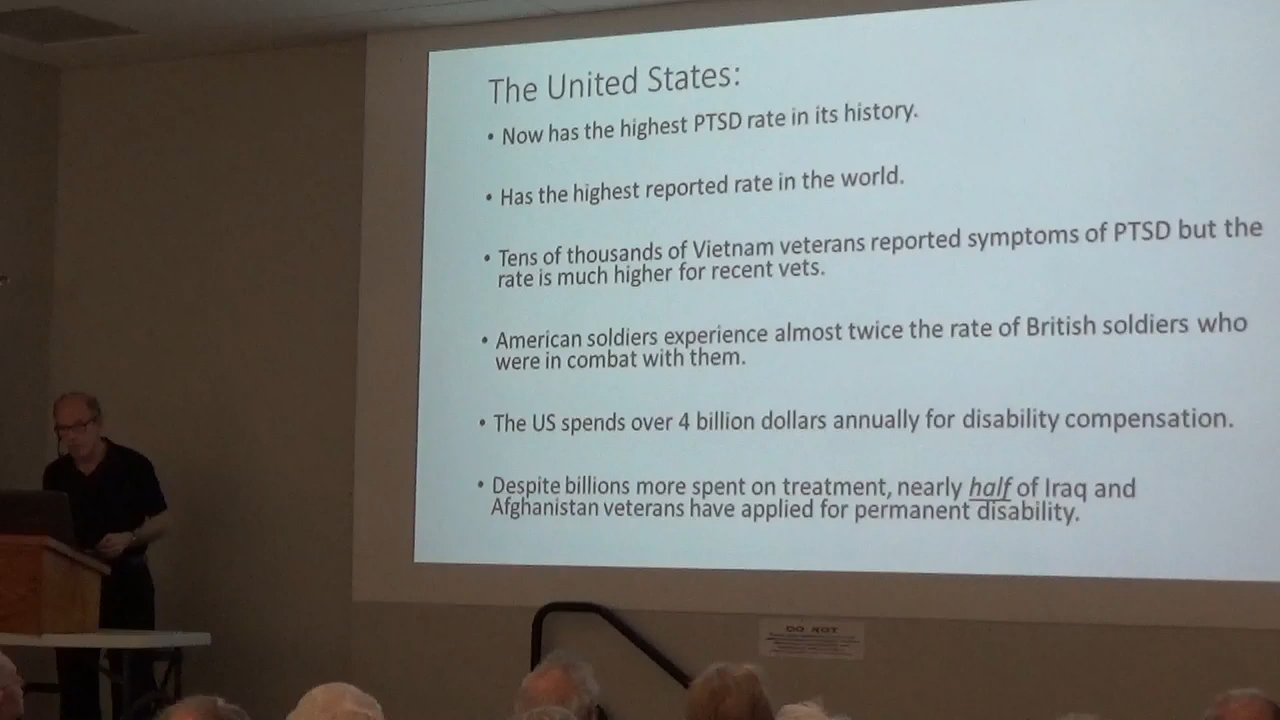 The United States:
• Now has the highest PTSD rate in its history.
• Has the highest reported rate in the world.
• Tens of thousands of Vietnam veterans reported symptoms of PTSD but the
rate is much higher for recent vets.
• American soldiers experience almost twice the rate of British soldiers who
were in combat with them.
• The US spends over 4 billion dollars annually for disability compensation.
• Despite billions more spent on treatment, nearly half of Iraq and
Afghanistan veterans have applied for permanent disability.
DO NOT